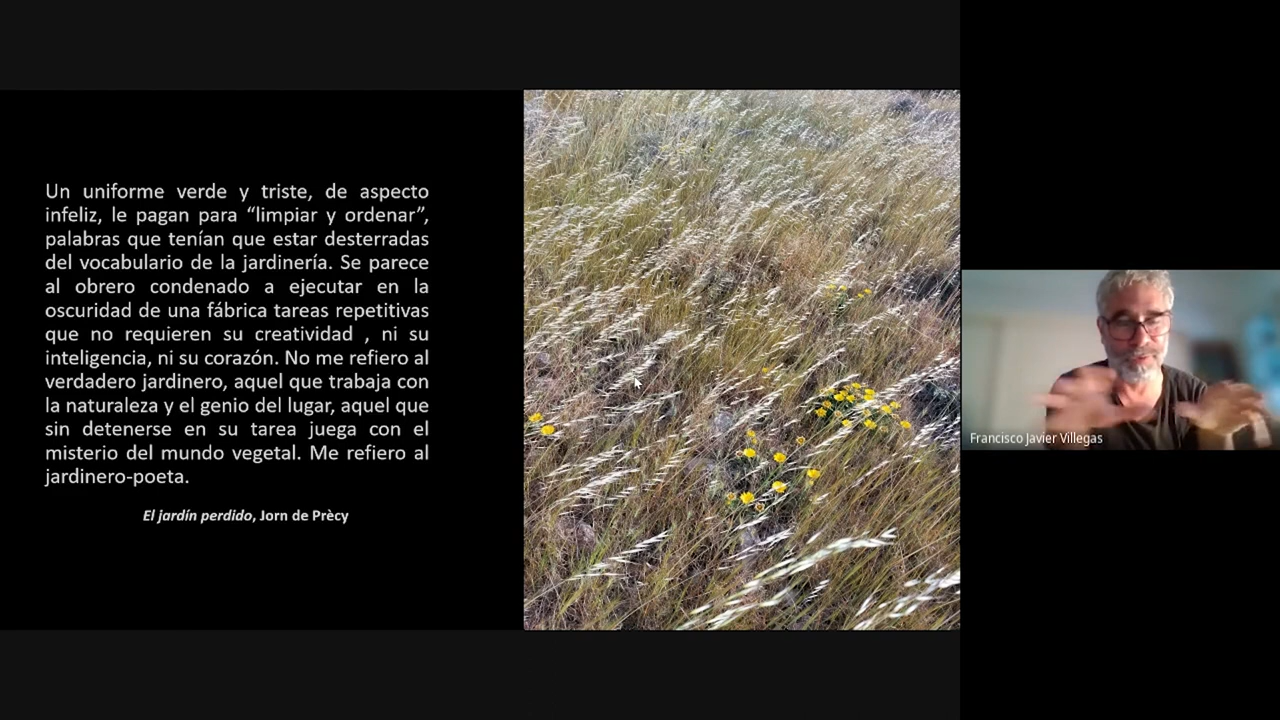 Un uniforme verde y triste, de aspecto
infeliz, le pagan para “limpiar y ordenar”,
palabras que tenían que estar desterradas
del vocabulario de la jardinería. Se parece
al obrero condenado a ejecutar en la
oscuridad de una fábrica tareas repetitivas
que no requieren su creatividad , ni su
inteligencia, ni su corazón. No me refiero al
verdadero jardinero, aquel que trabaja con
la naturaleza y el genio del lugar, aquel que
sin detenerse en su tarea juega con el
misterio del mundo vegetal. Me refiero al
jardinero-poeta.
El jardín perdido, Jorn de Prècy
Francisco Javier Villegas